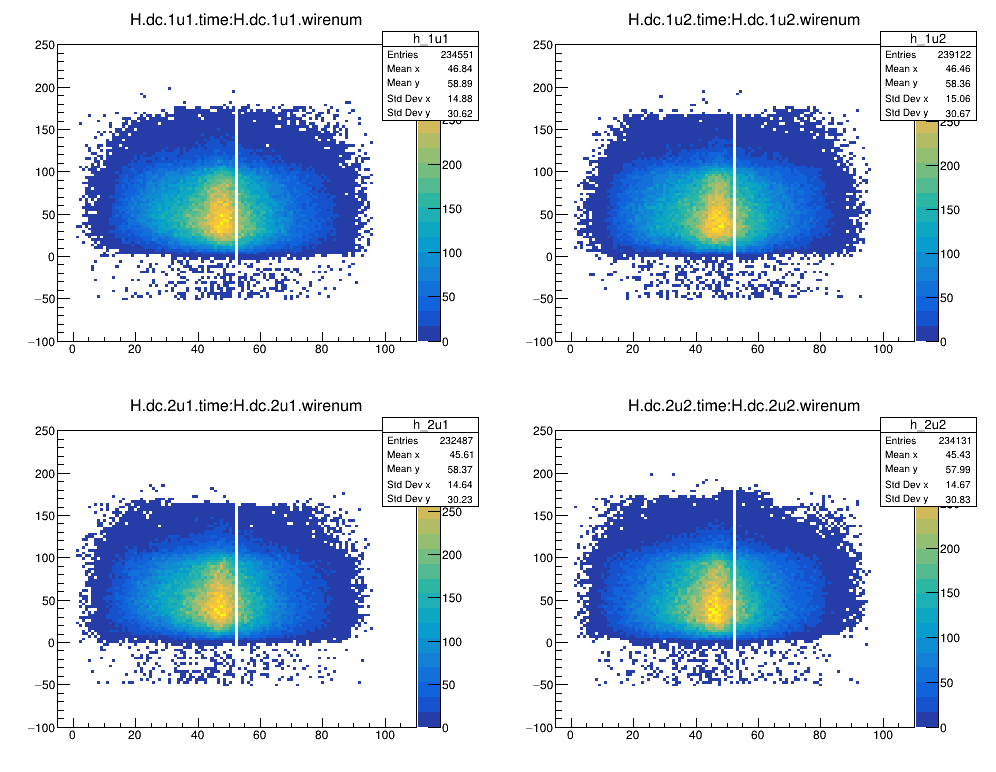 H.dc.1u1.time:H.dc.1u1.wirenum
h_1u1
Entries 234551
Mean x 46.84
Mean y 58.89
Std Dev x 14.88
Std Dev y 30.62
250
200
150
100
50
0
−50
−100
0 20 40 60 80 100
250
200
150
100
50
0
H.dc.1u2.time:H.dc.1u2.wirenum
h_1u2
Entries 239122
Mean x 46.46
Mean y 58.36
Std Dev x 15.06
Std Dev y 30.67
250
200
150
100
50
0
−50
−100
0 20 40 60 80 100
250
200
150
100
50
0
H.dc.2u1.time:H.dc.2u1.wirenum
h_2u1
Entries 232487
Mean x 45.61
Mean y 58.37
Std Dev x 14.64
Std Dev y 30.23
250
200
150
100
50
0
−50
−100
0 20 40 60 80 100
250
200
150
100
50
0
H.dc.2u2.time:H.dc.2u2.wirenum
h_2u2
Entries 234131
Mean x 45.43
Mean y 57.99
Std Dev x 14.67
Std Dev y 30.83
250
200
150
100
50
0
−50
−100
0 20 40 60 80 100
200
150
100
50
0